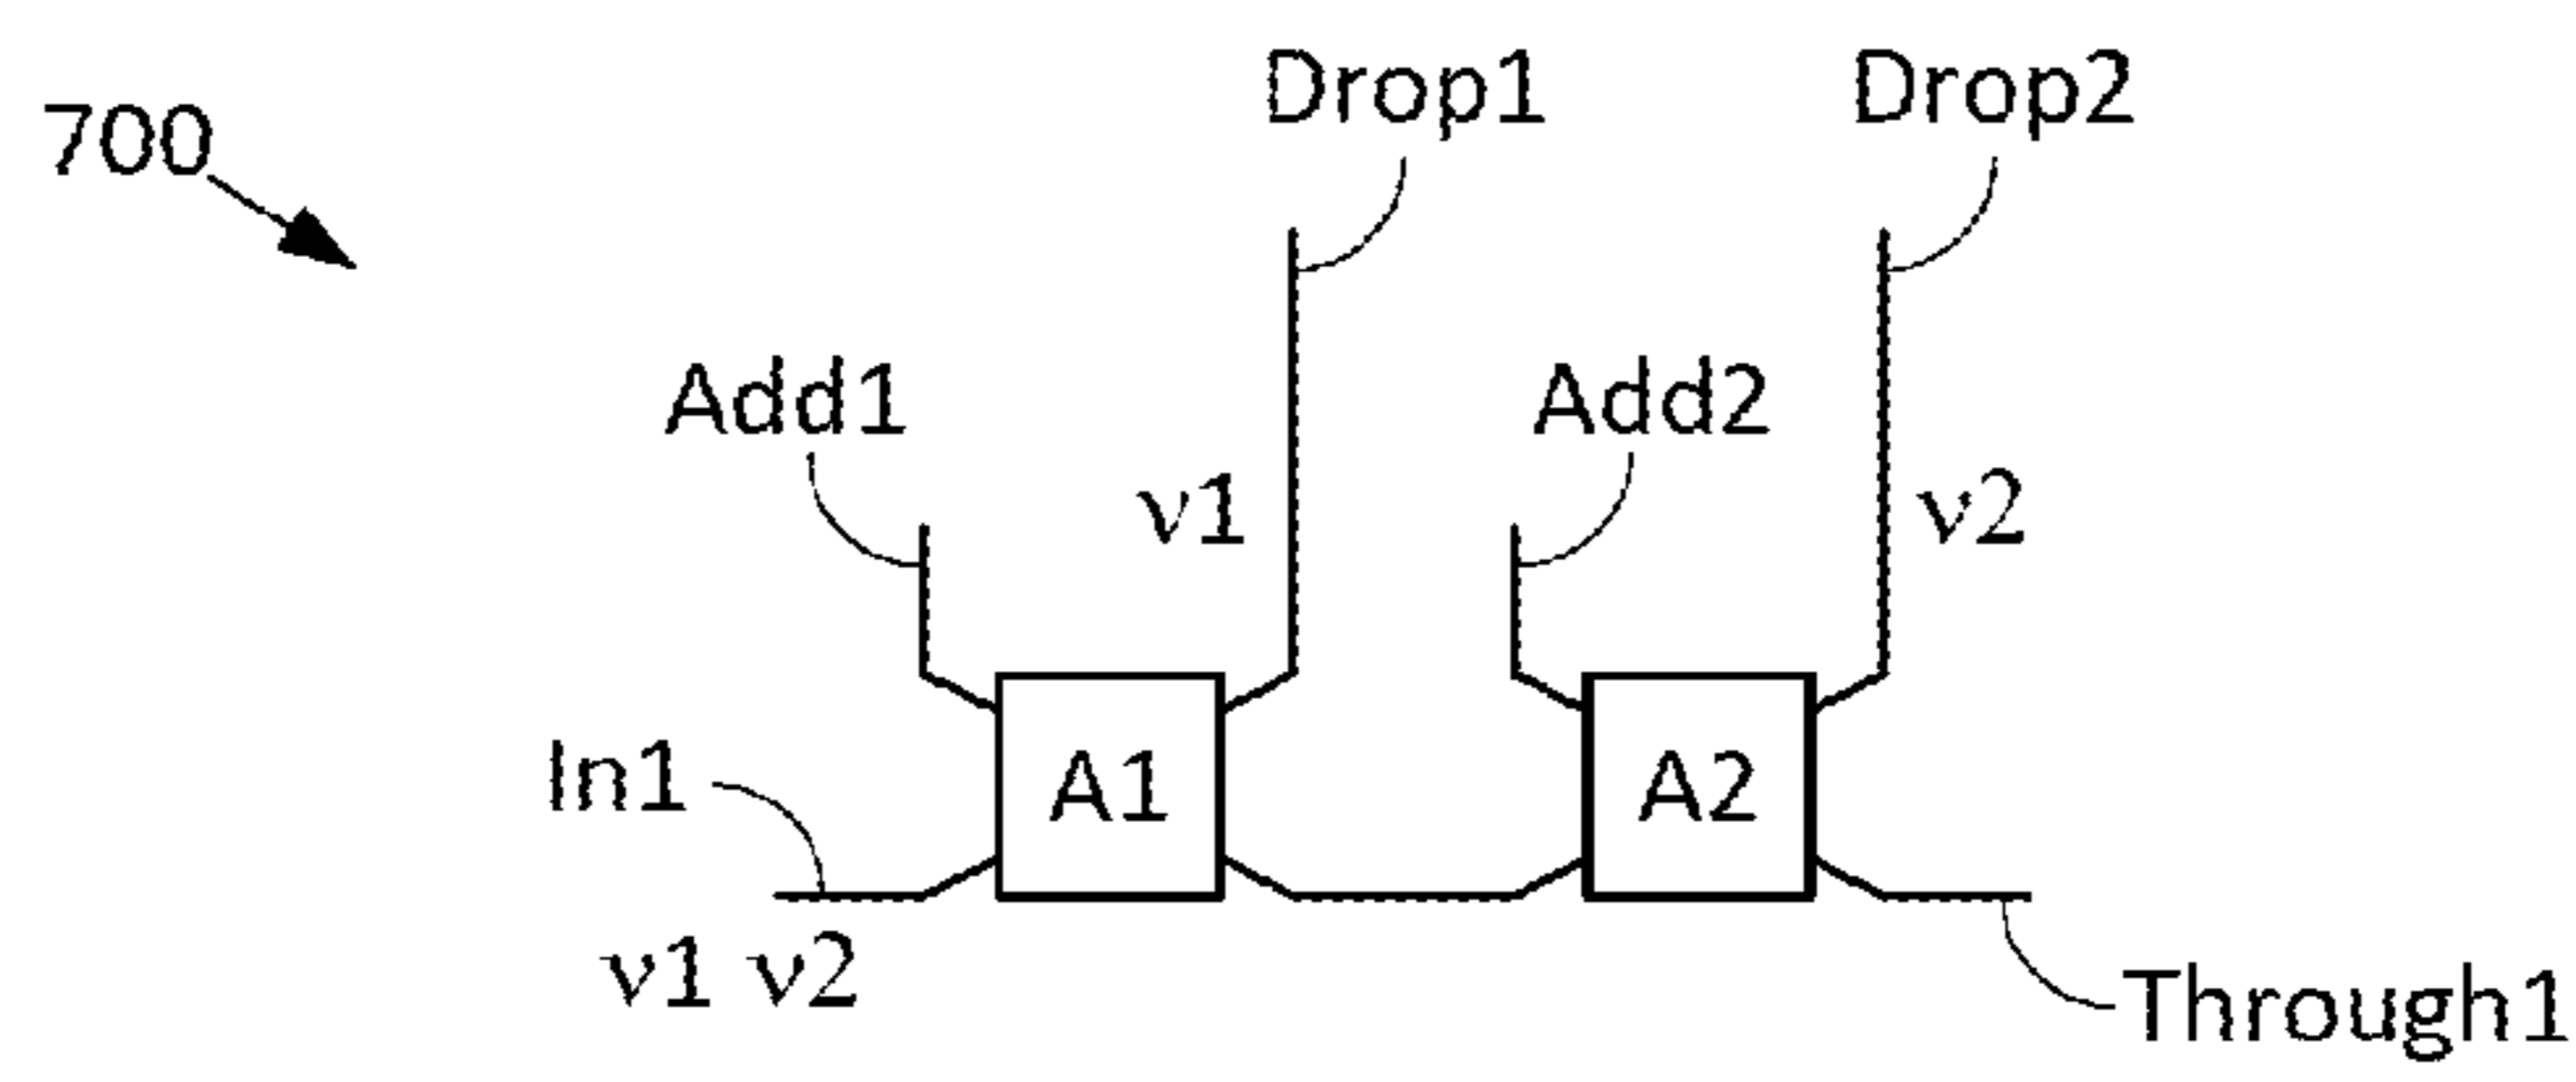 700
Drop1
Drop2
Add1
Add2
ν1
ν2
In1
A1
A2
ν1 ν2
Through1